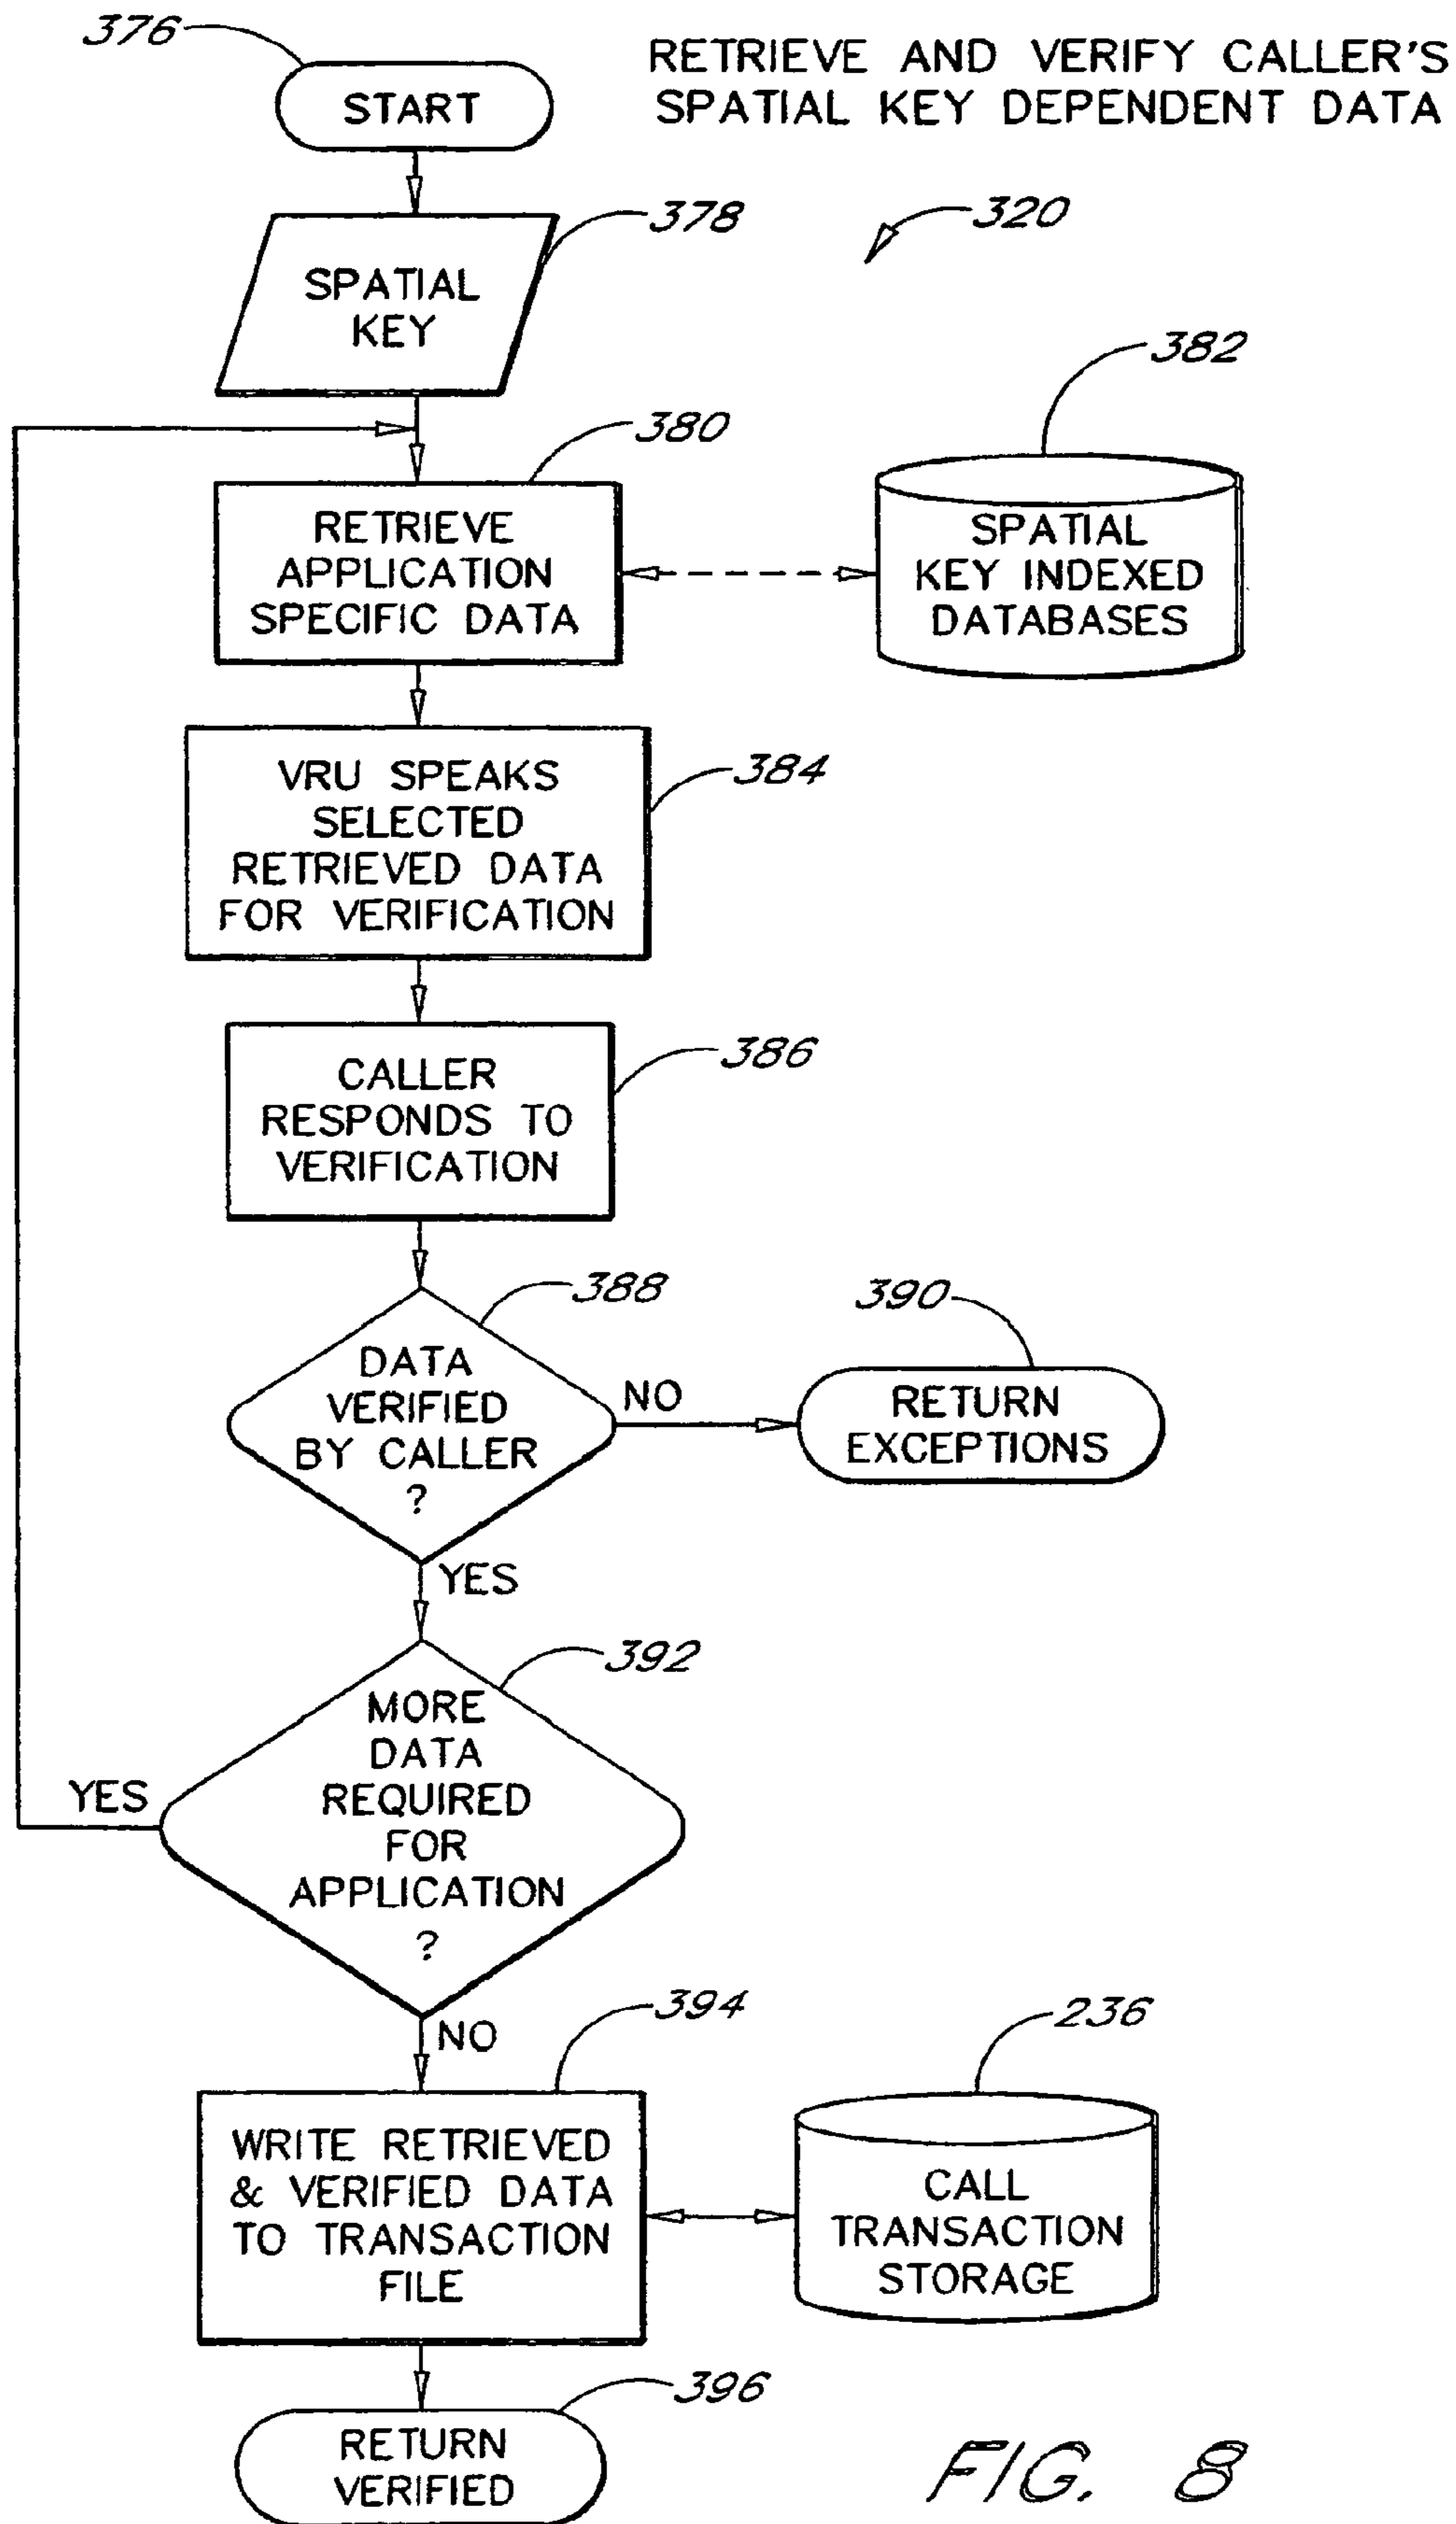 376
START
RETRIEVE AND VERIFY CALLER'S
SPATIAL KEY DEPENDENT DATA
378
320
SPATIAL
KEY
382
380
RETRIEVE
APPLICATION
SPECIFIC DATA
SPATIAL
KEY INDEXED
DATABASES
384
VRU SPEAKS
SELECTED
RETRIEVED DATA
FOR VERIFICATION
386
CALLER
RESPONDS TO
VERIFICATION
388
390
DATA
VERIFIED
BY CALLER
?
NO
RETURN
EXCEPTIONS
YES
392
MORE
DATA
REQUIRED
FOR
APPLICATION
?
YES
NO
394
236
WRITE RETRIEVED
& VERIFIED DATA
TO TRANSACTION
FILE
CALL
TRANSACTION
STORAGE
396
RETURN
VERIFIED
FIG. 8